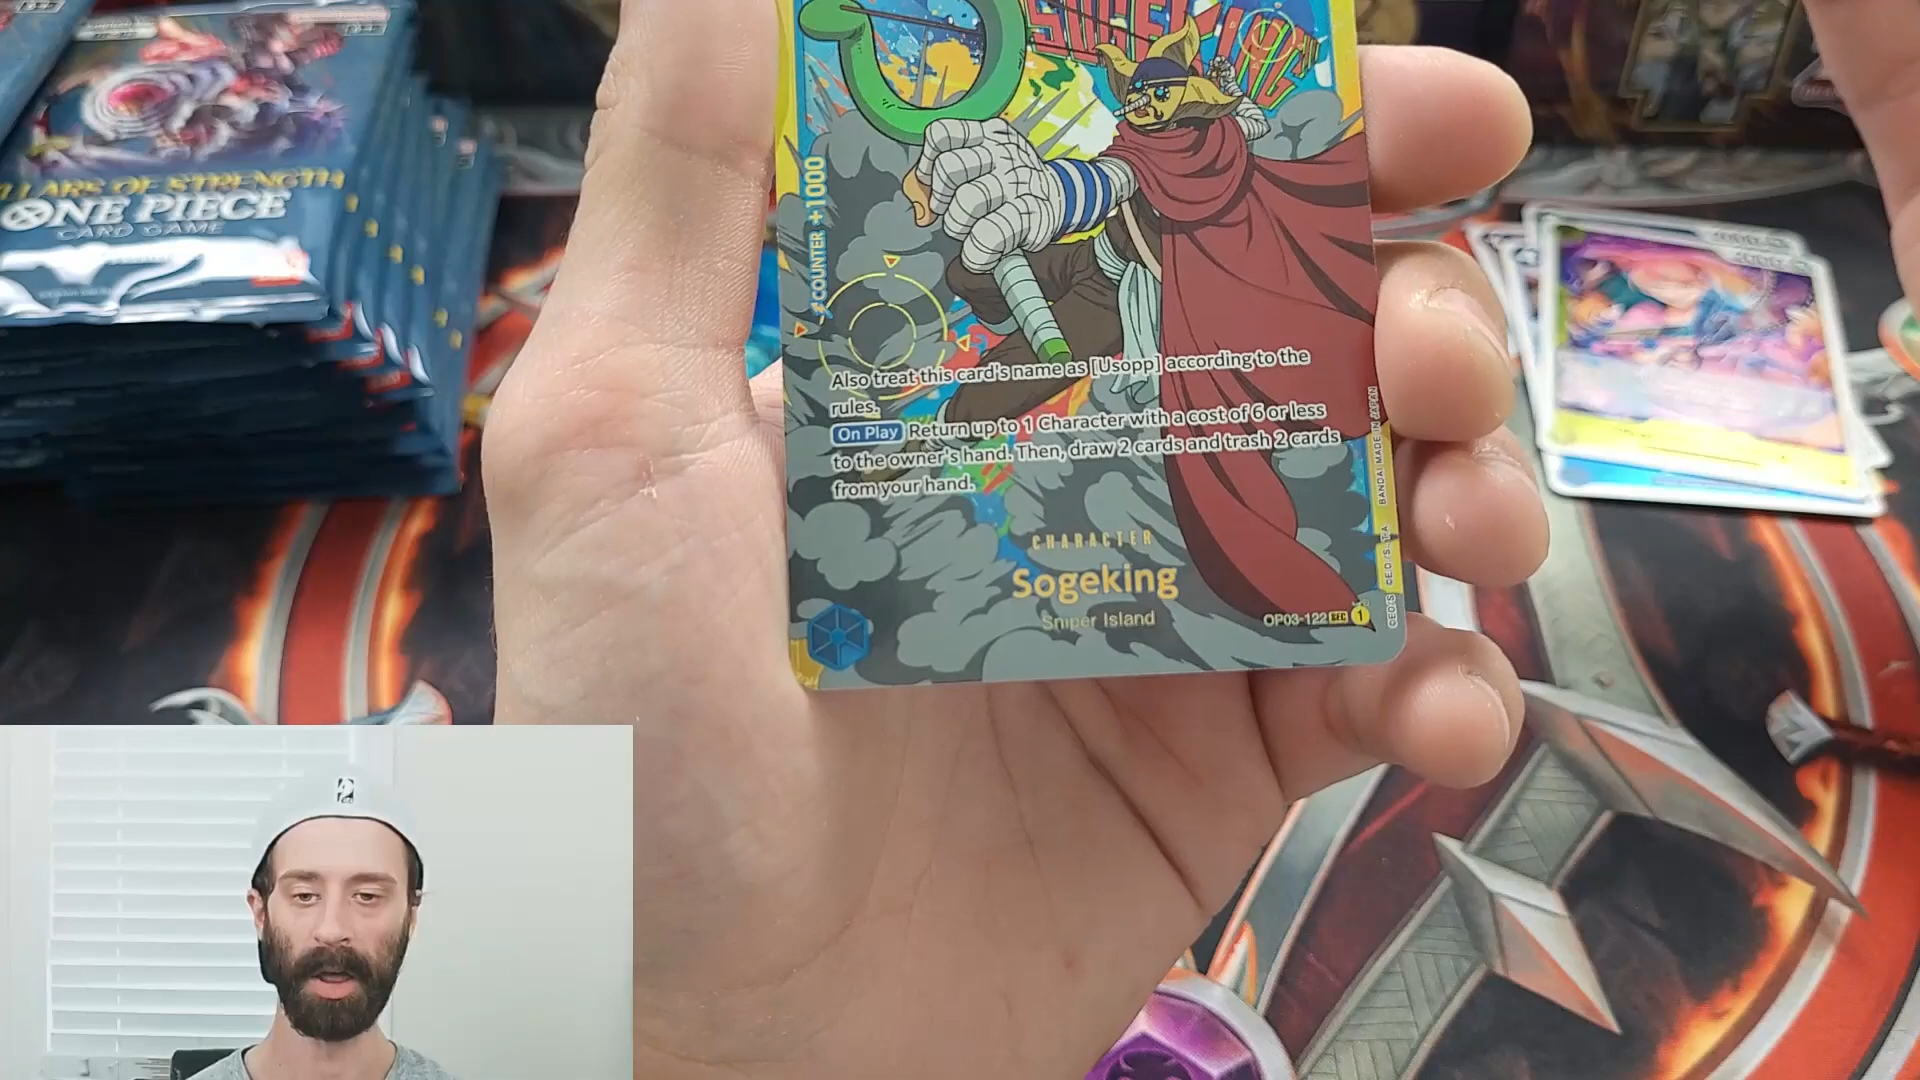 LLARS OF STRENGTH
ONE PIECE
CARD GAME
SOGEKING
COUNTER +1000
Also treat this card's name as [Usopp] according to the
rules.
On Play Return up to 1 Character with a cost of 6 or less
to the owner's hand. Then, draw 2 cards and trash 2 cards
from your hand.
CHARACTER
Sogeking
Sniper Island
OP03-122 SEC 1
BANDAI MADE IN JAPAN